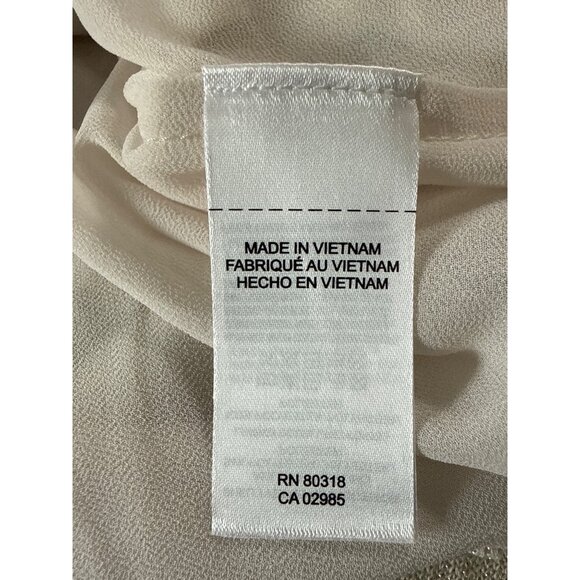 MADE IN VIETNAM
FABRIQUÉ AU VIETNAM
HECHO EN VIETNAM
RN 80318
CA 02985